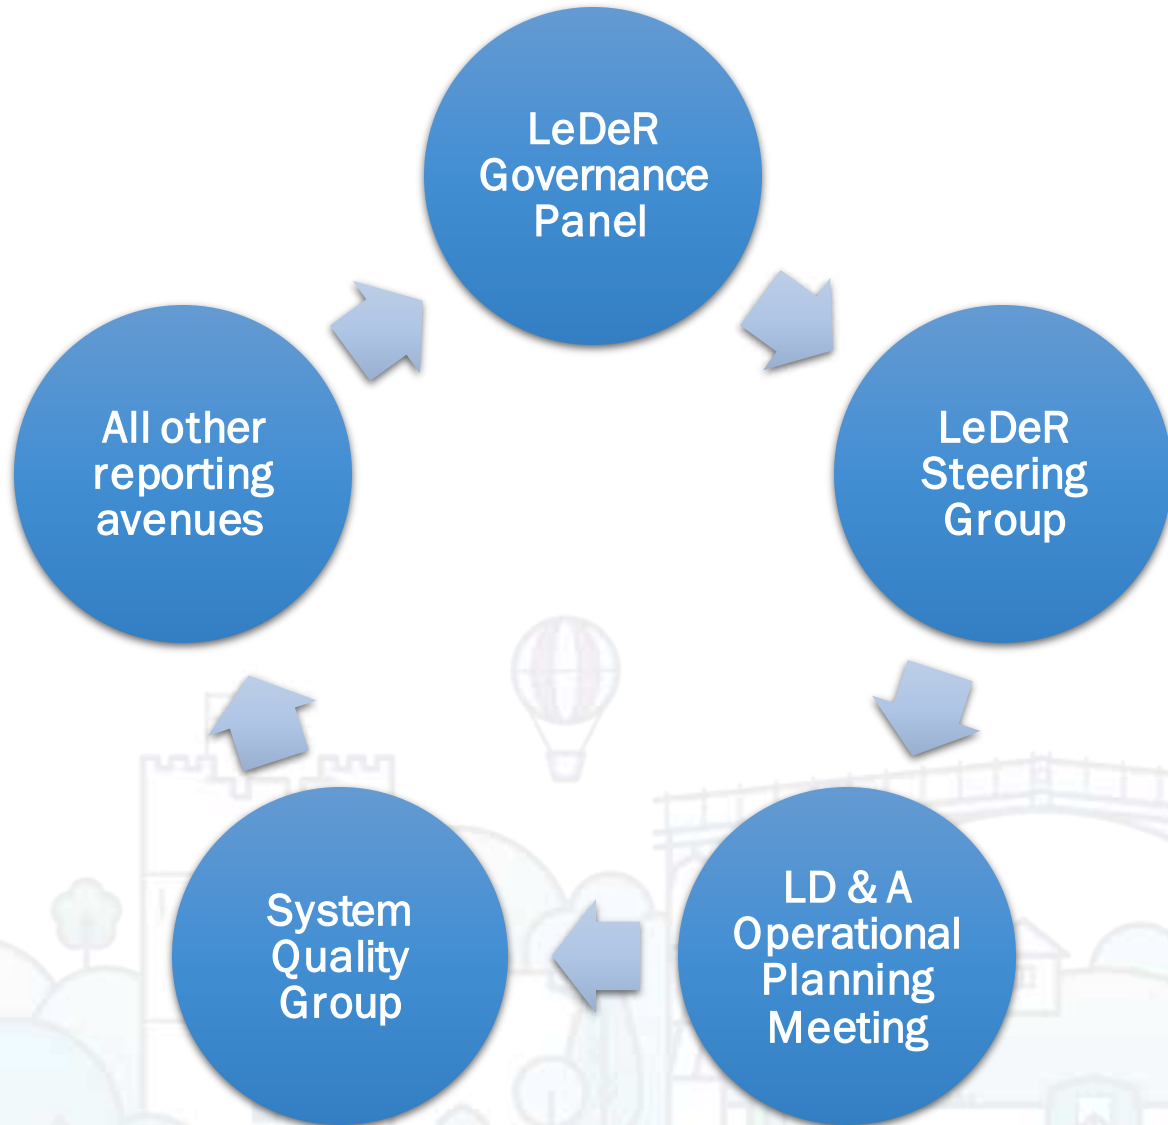 LeDeR
Governance
Panel
LeDeR
Steering
Group
LD & A
Operational
Planning
Meeting
System
Quality
Group
All other
reporting
avenues